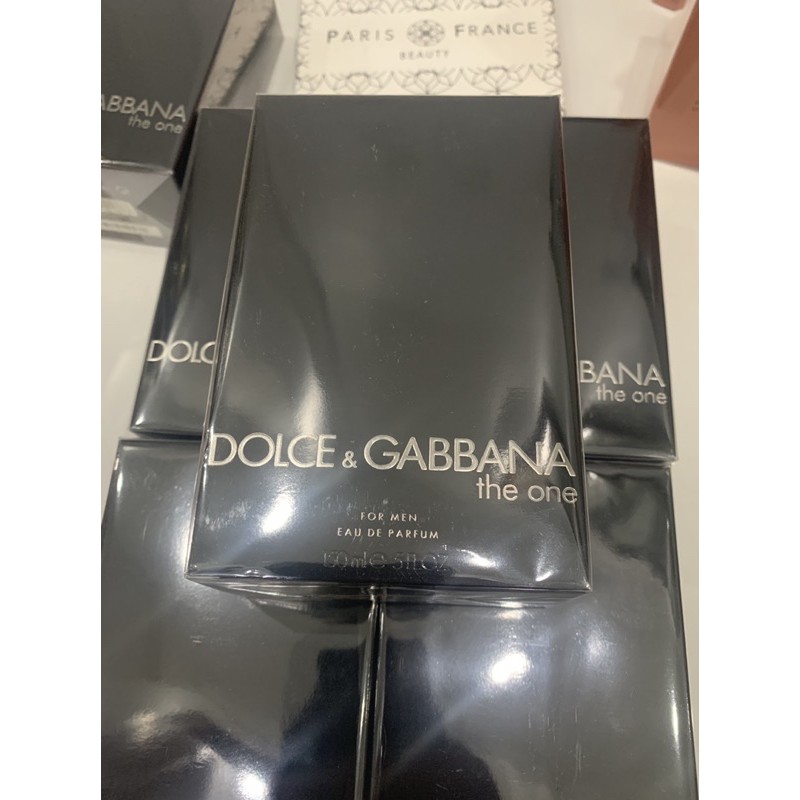 PARIS FRANCE
BEAUTY
ABBANA
the one
DOLC
BANA
the one
DOLCE & GABBANA
the one
FOR MEN
EAU DE PARFUM
150 ml e 5 fl OZ